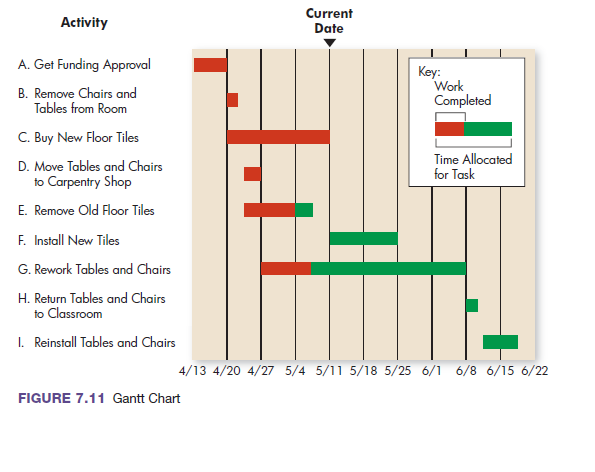 Activity
Current
Date
A. Get Funding Approval
B. Remove Chairs and
Tables from Room
C. Buy New Floor Tiles
D. Move Tables and Chairs
to Carpentry Shop
E. Remove Old Floor Tiles
F. Install New Tiles
G. Rework Tables and Chairs
H. Return Tables and Chairs
to Classroom
I. Reinstall Tables and Chairs
Key:
Work
Completed
Time Allocated
for Task
4/13 4/20 4/27 5/4 5/11 5/18 5/25 6/1 6/8 6/15 6/22
FIGURE 7.11 Gantt Chart